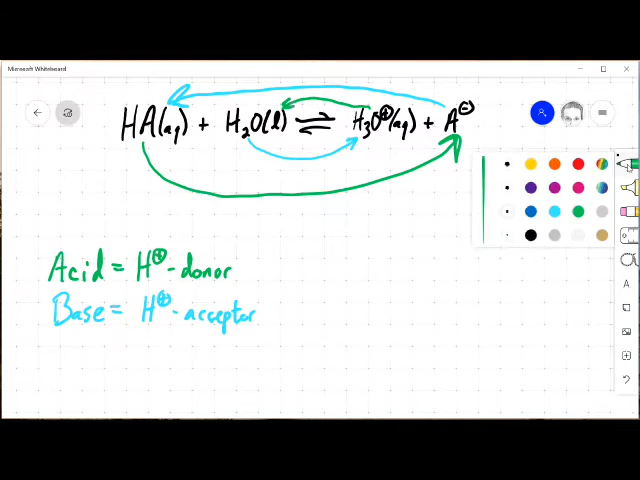 Microsoft Whiteboard
HA(aq) + H₂O(l) ⇌ H₃O⊕(aq) + A⊖
Acid = H⊕-donor
Base = H⊕-acceptor
A